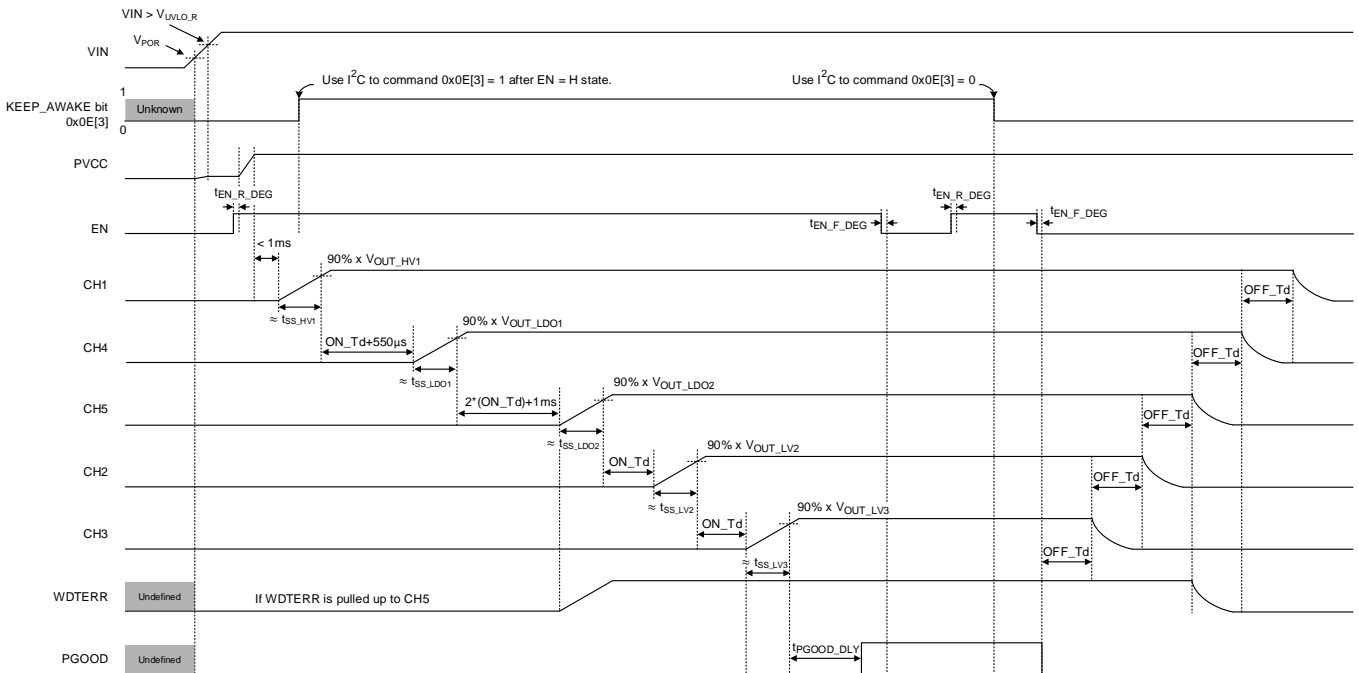 VIN > VUVLO_R
VPOR
VIN
Use I2C to command 0x0E[3] = 1 after EN = H state.
Use I2C to command 0x0E[3] = 0
1
KEEP_AWAKE bit
0x0E[3]
0
Unknown
PVCC
tEN_R_DEG
tEN_R_DEG
EN
tEN_F_DEG
tEN_F_DEG
< 1ms
90% x VOUT_HV1
CH1
OFF_Td
≈ tSS_HV1
90% x VOUT_LDO1
CH4
ON_Td+550µs
OFF_Td
≈ tSS_LDO1
90% x VOUT_LDO2
CH5
2*(ON_Td)+1ms
OFF_Td
≈ tSS_LDO2
90% x VOUT_LV2
CH2
ON_Td
OFF_Td
≈ tSS_LV2
90% x VOUT_LV3
CH3
ON_Td
OFF_Td
≈ tSS_LV3
WDTERR
Undefined
If WDTERR is pulled up to CH5
tPGOOD_DLY
PGOOD
Undefined